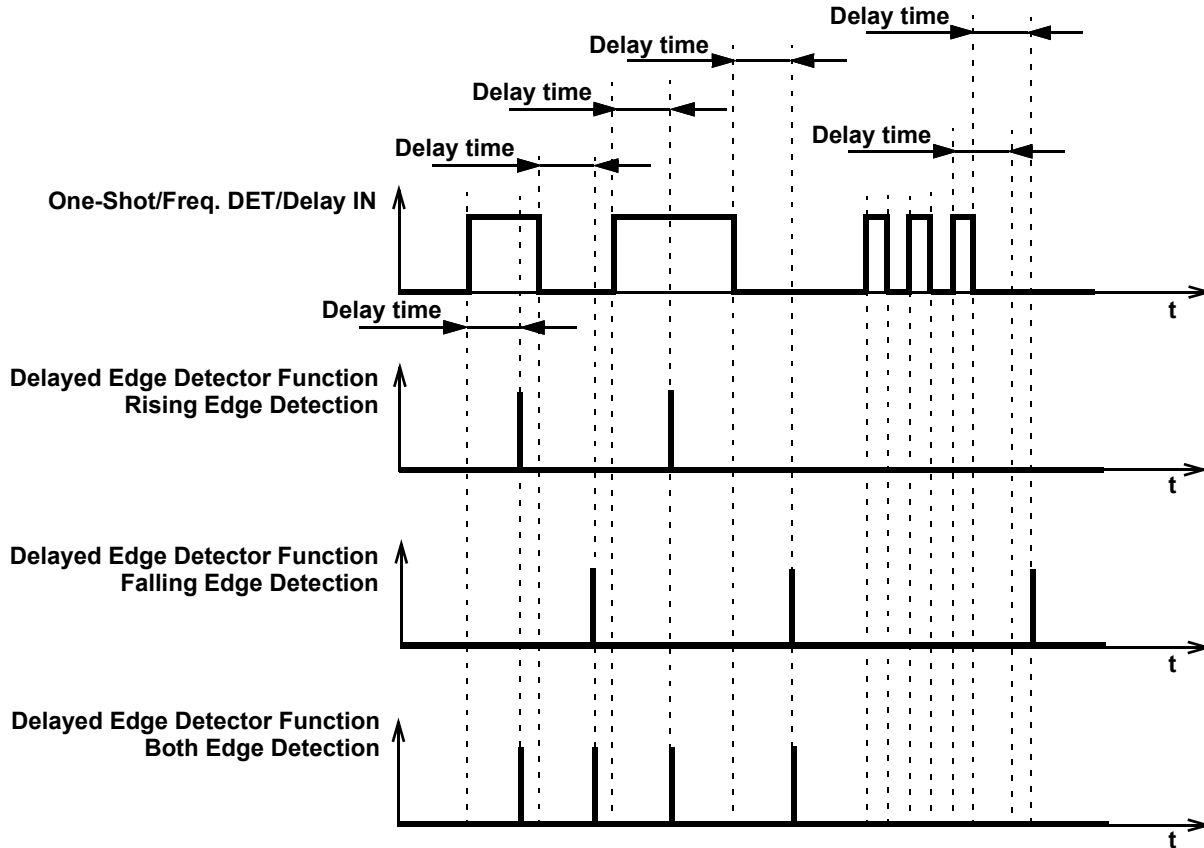 Delay time
Delay time
Delay time
Delay time
Delay time
Delay time
One-Shot/Freq. DET/Delay IN
t
Delay time
Delayed Edge Detector Function
Rising Edge Detection
t
Delayed Edge Detector Function
Falling Edge Detection
t
Delayed Edge Detector Function
Both Edge Detection
t